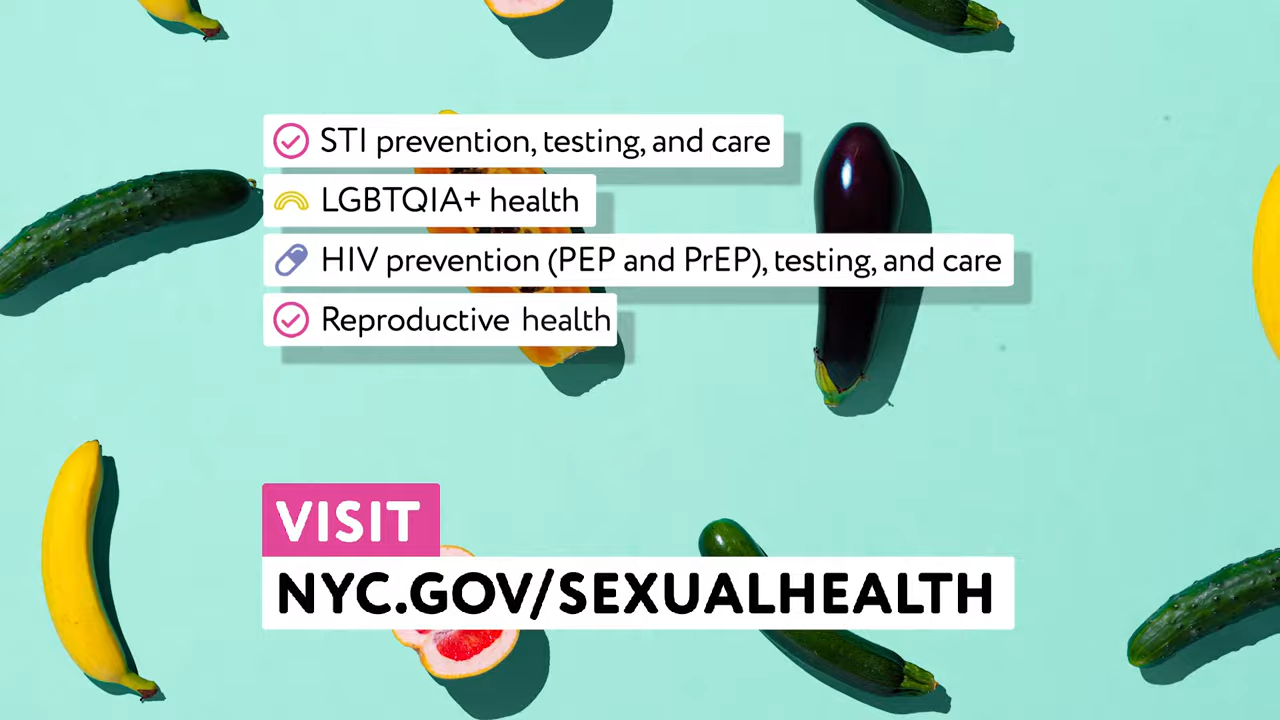 STI prevention, testing, and care
LGBTQIA+ health
HIV prevention (PEP and PrEP), testing, and care
Reproductive health
VISIT
NYC.GOV/SEXUALHEALTH